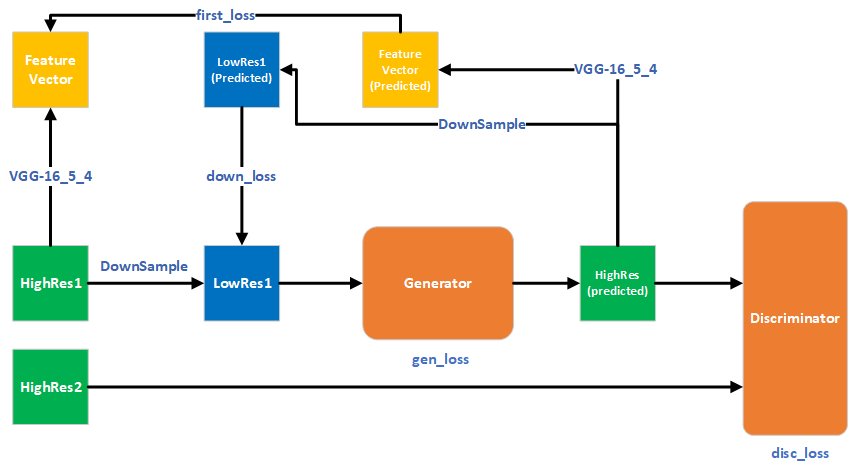 first_loss
Feature
Vector
LowRes1
(Predicted)
Feature
Vector
(Predicted)
VGG-16_5_4
DownSample
VGG-16_5_4
down_loss
DownSample
HighRes1
LowRes1
Generator
HighRes
(predicted)
Discriminator
gen_loss
HighRes2
disc_loss